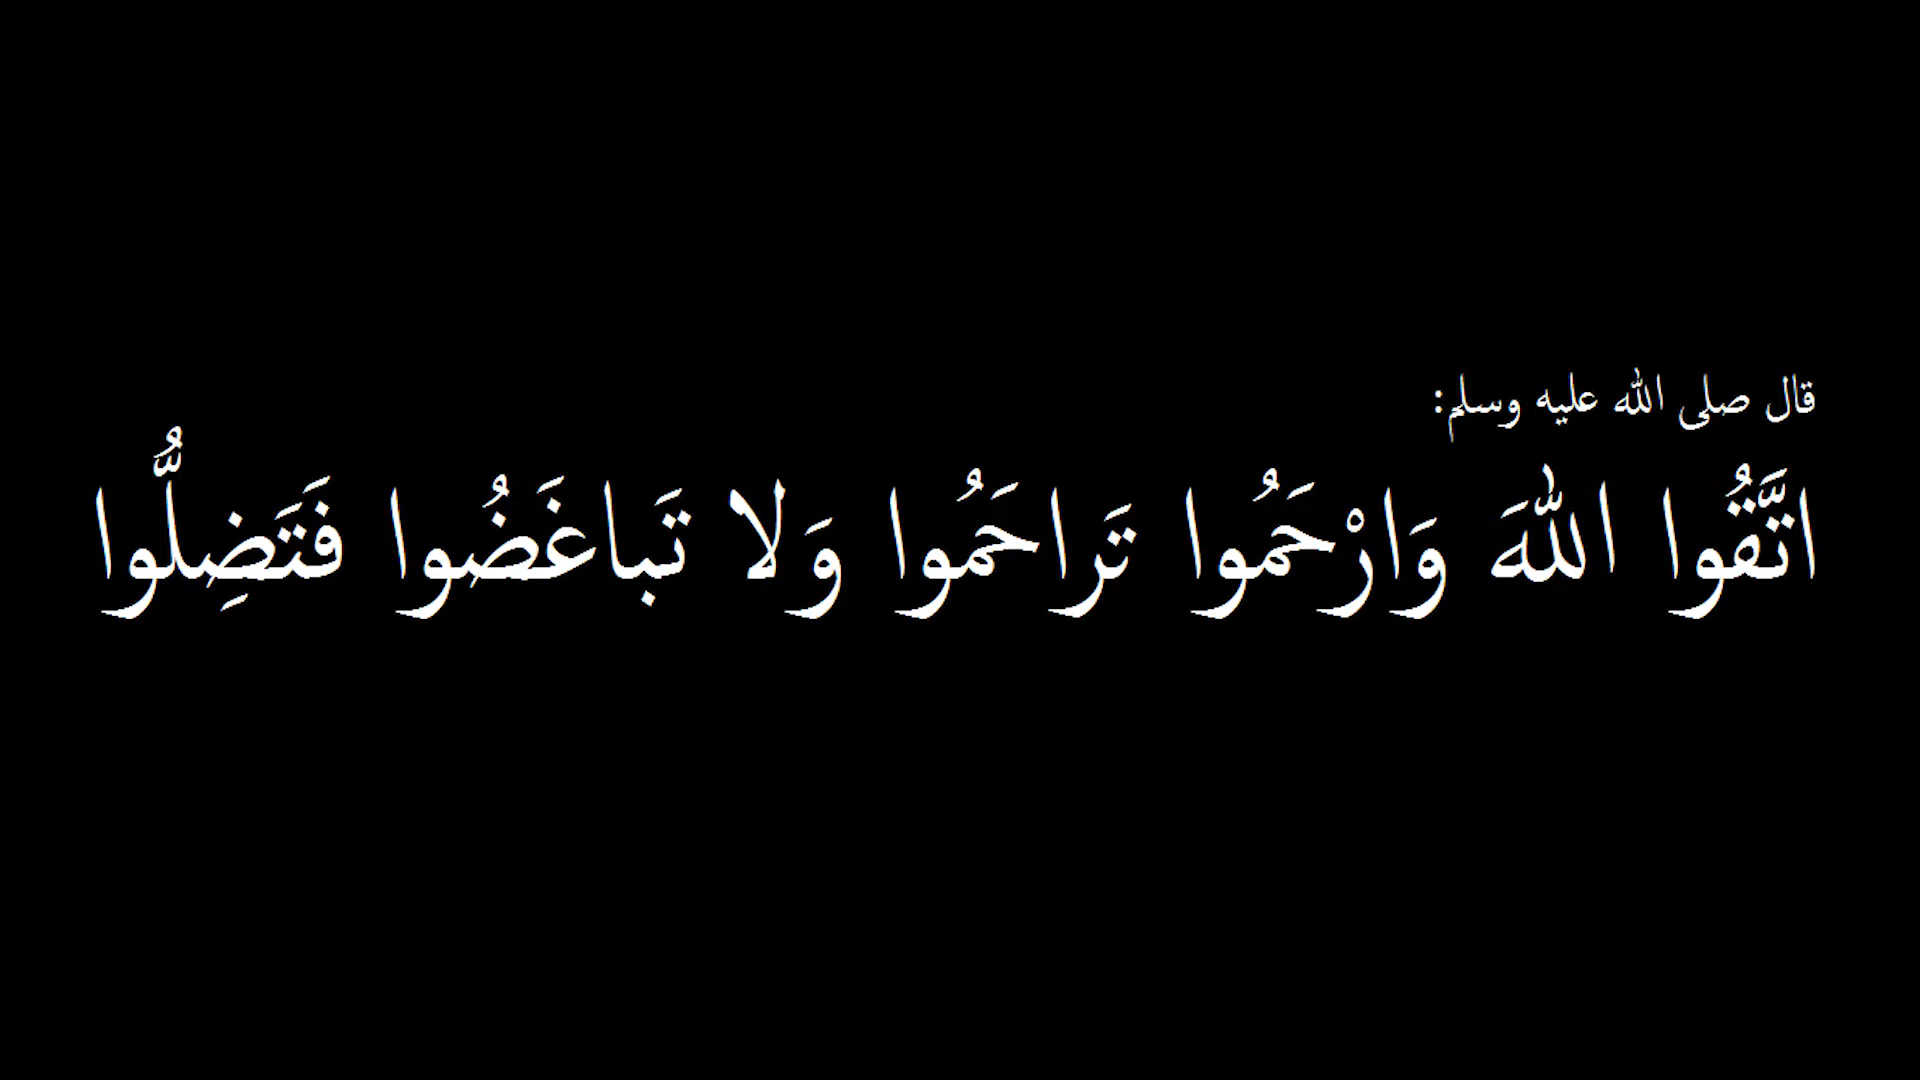 قال صلى الله عليه وسلم:
اتَّقُوا اللهَ وَارْحَمُوا تَراحَمُوا وَلا تَباغَضُوا فَتَضِلُّوا